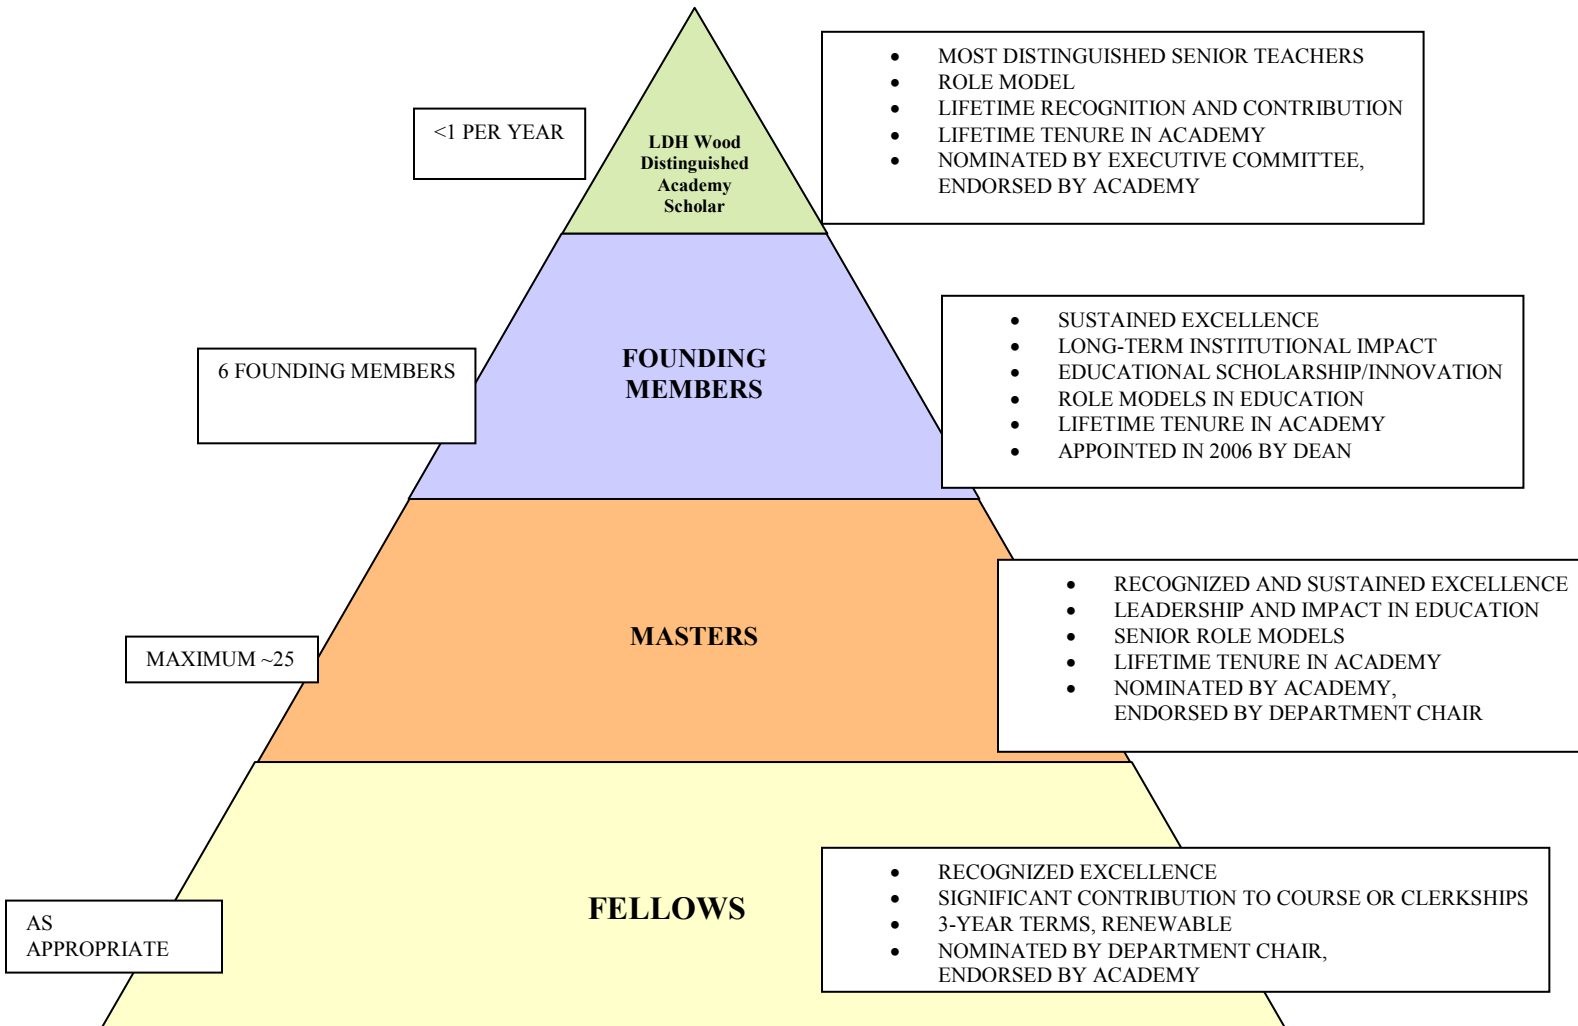 <1 PER YEAR
LDH Wood
Distinguished
Academy
Scholar
• MOST DISTINGUISHED SENIOR TEACHERS
• ROLE MODEL
• LIFETIME RECOGNITION AND CONTRIBUTION
• LIFETIME TENURE IN ACADEMY
• NOMINATED BY EXECUTIVE COMMITTEE,
ENDORSED BY ACADEMY
6 FOUNDING MEMBERS
FOUNDING
MEMBERS
• SUSTAINED EXCELLENCE
• LONG-TERM INSTITUTIONAL IMPACT
• EDUCATIONAL SCHOLARSHIP/INNOVATION
• ROLE MODELS IN EDUCATION
• LIFETIME TENURE IN ACADEMY
• APPOINTED IN 2006 BY DEAN
MAXIMUM ~25
MASTERS
• RECOGNIZED AND SUSTAINED EXCELLENCE
• LEADERSHIP AND IMPACT IN EDUCATION
• SENIOR ROLE MODELS
• LIFETIME TENURE IN ACADEMY
• NOMINATED BY ACADEMY,
ENDORSED BY DEPARTMENT CHAIR
AS
APPROPRIATE
FELLOWS
• RECOGNIZED EXCELLENCE
• SIGNIFICANT CONTRIBUTION TO COURSE OR CLERKSHIPS
• 3-YEAR TERMS, RENEWABLE
• NOMINATED BY DEPARTMENT CHAIR,
ENDORSED BY ACADEMY